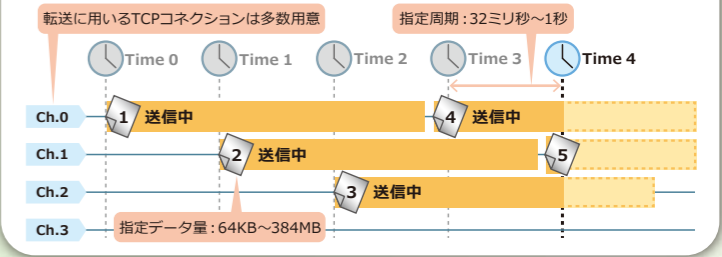 転送に用いるTCPコネクションは多数用意
指定周期：32ミリ秒～1秒
Time 0
Time 1
Time 2
Time 3
Time 4
Ch.0
1 送信中
4 送信中
Ch.1
2 送信中
5
Ch.2
3 送信中
Ch.3
指定データ量：64KB～384MB